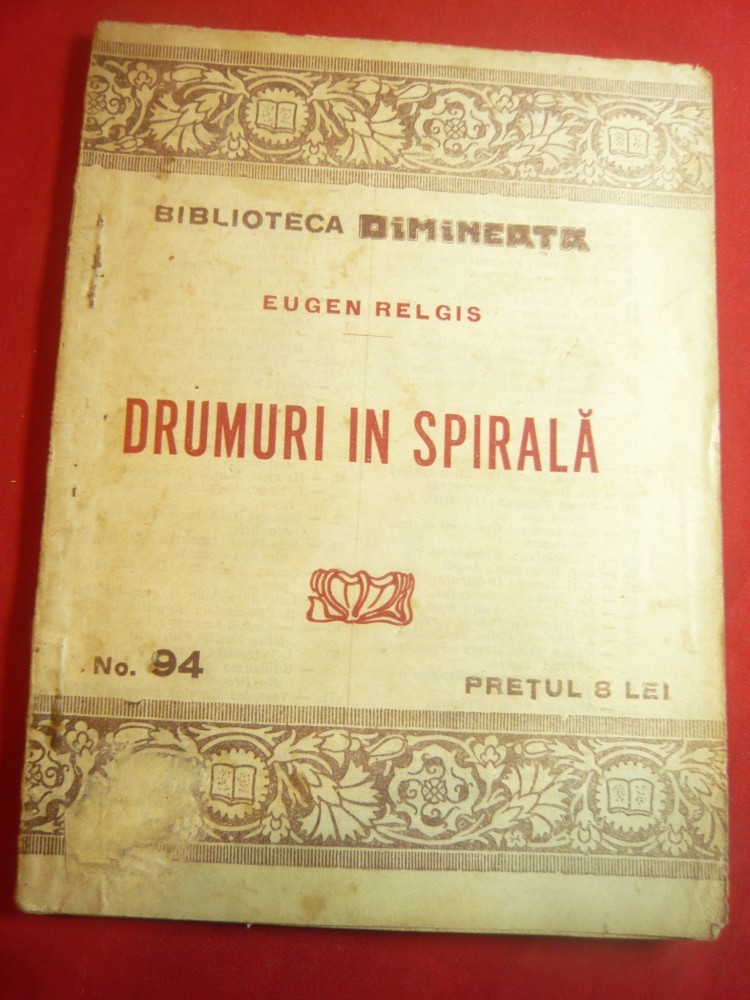 BIBLIOTECA DiMiNEAȚA
EUGEN RELGIS
DRUMURI IN SPIRALĂ
No. 94
PREȚUL 8 LEI